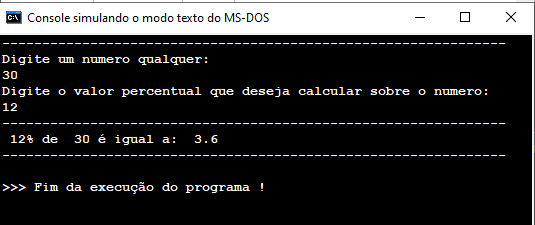 Console simulando o modo texto do MS-DOS
---------------------------------------------------------------
Digite um numero qualquer:
30
Digite o valor percentual que deseja calcular sobre o numero:
12
---------------------------------------------------------------
 12% de  30 é igual a:  3.6
---------------------------------------------------------------
>>> Fim da execução do programa !